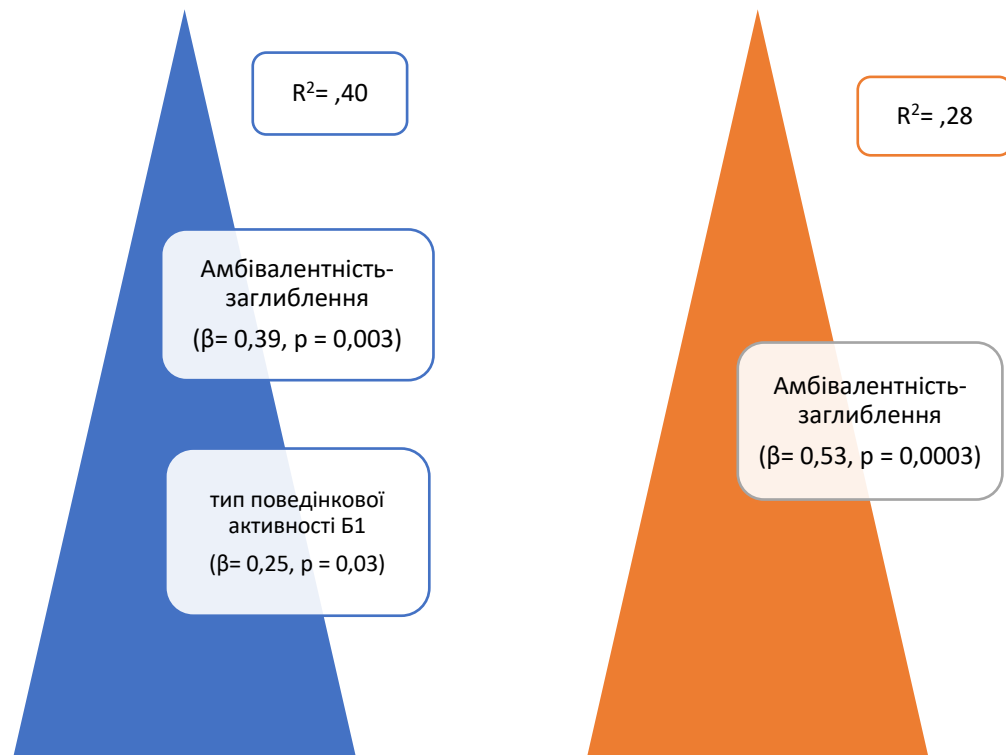 R²= ,40
Амбівалентність-
заглиблення
(β= 0,39, p = 0,003)
тип поведінкової
активності Б1
(β= 0,25, p = 0,03)
R²= ,28
Амбівалентність-
заглиблення
(β= 0,53, p = 0,0003)